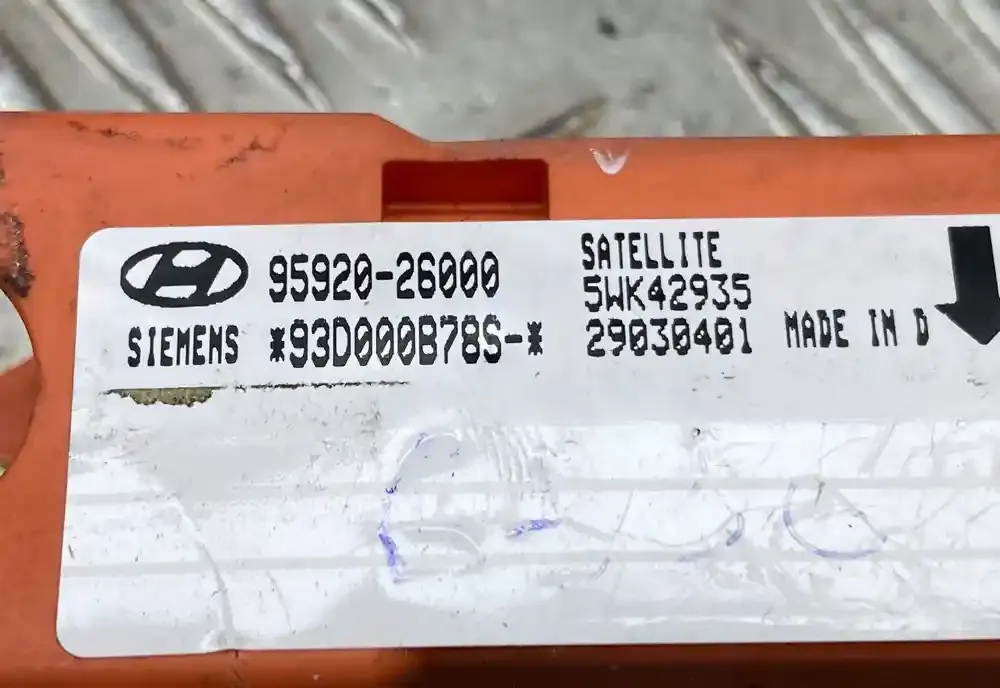 95920-26000
SIEMENS *93D000B78S-*
SATELLITE
5WK42935
29030401 MADE IN D